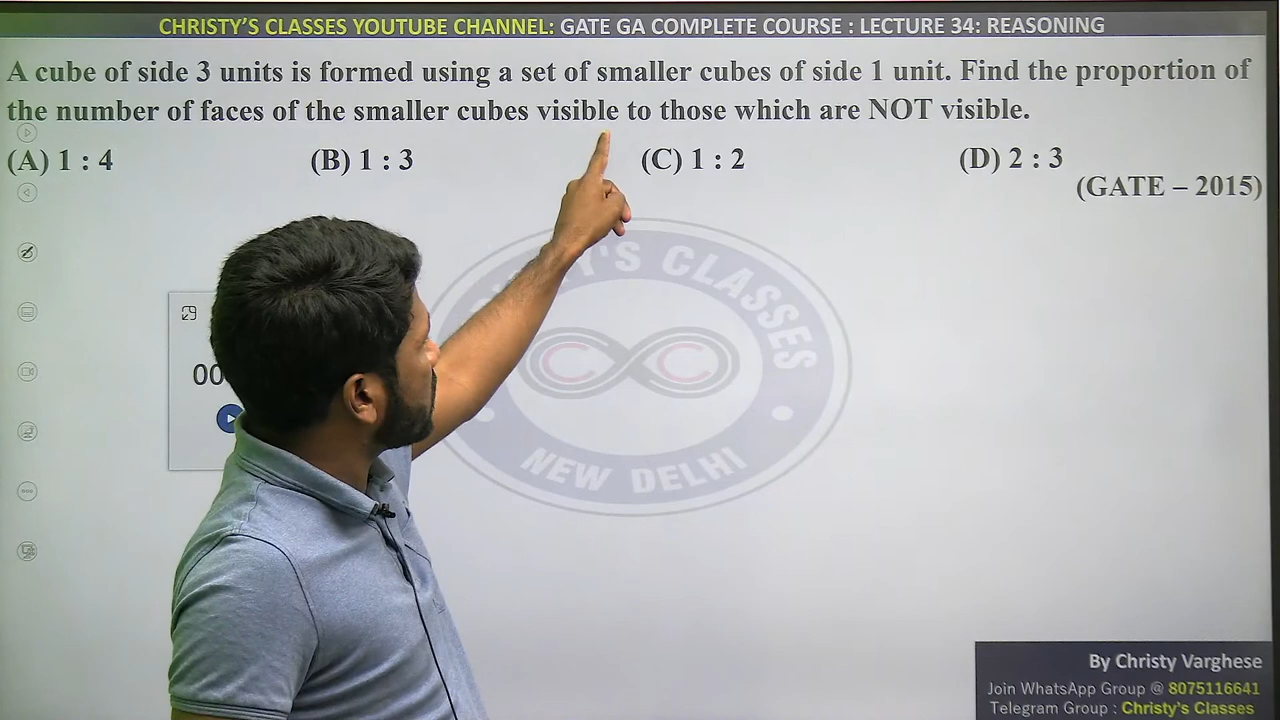 CHRISTY'S CLASSES YOUTUBE CHANNEL: GATE GA COMPLETE COURSE : LECTURE 34: REASONING
A cube of side 3 units is formed using a set of smaller cubes of side 1 unit. Find the proportion of
the number of faces of the smaller cubes visible to those which are NOT visible.
(A) 1 : 4 (B) 1 : 3 (C) 1 : 2 (D) 2 : 3
(GATE – 2015)
CLASSES
00
CC
NEW DELHI
By Christy Varghese
Join WhatsApp Group @ 8075116641
Telegram Group : Christy's Classes